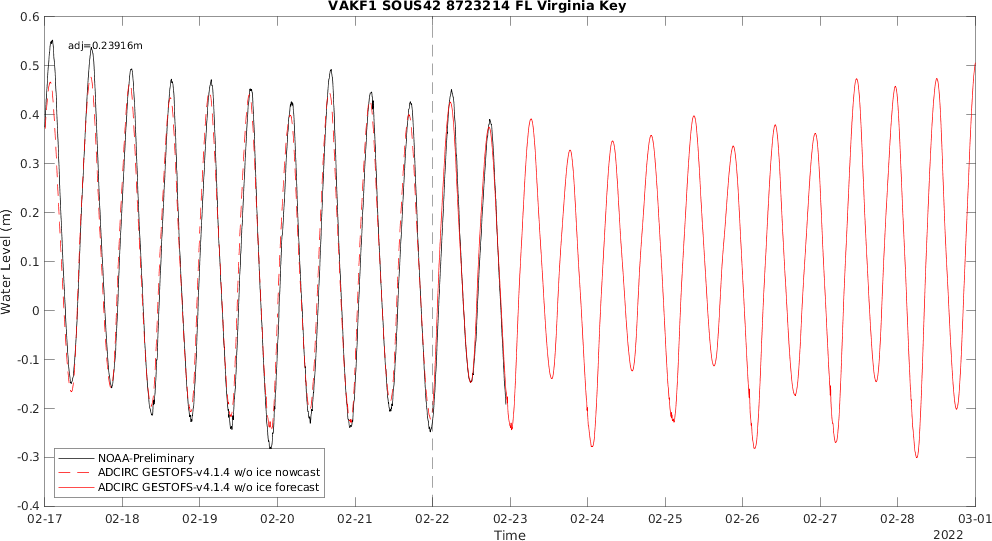 VAKF1 SOUS42 8723214 FL Virginia Key
adj=0.23916m
Water Level (m)
0.6
0.5
0.4
0.3
0.2
0.1
0
-0.1
-0.2
-0.3
-0.4
NOAA-Preliminary
ADCIRC GESTOFS-v4.1.4 w/o ice nowcast
ADCIRC GESTOFS-v4.1.4 w/o ice forecast
02-17 02-18 02-19 02-20 02-21 02-22 02-23 02-24 02-25 02-26 02-27 02-28 03-01
Time
2022